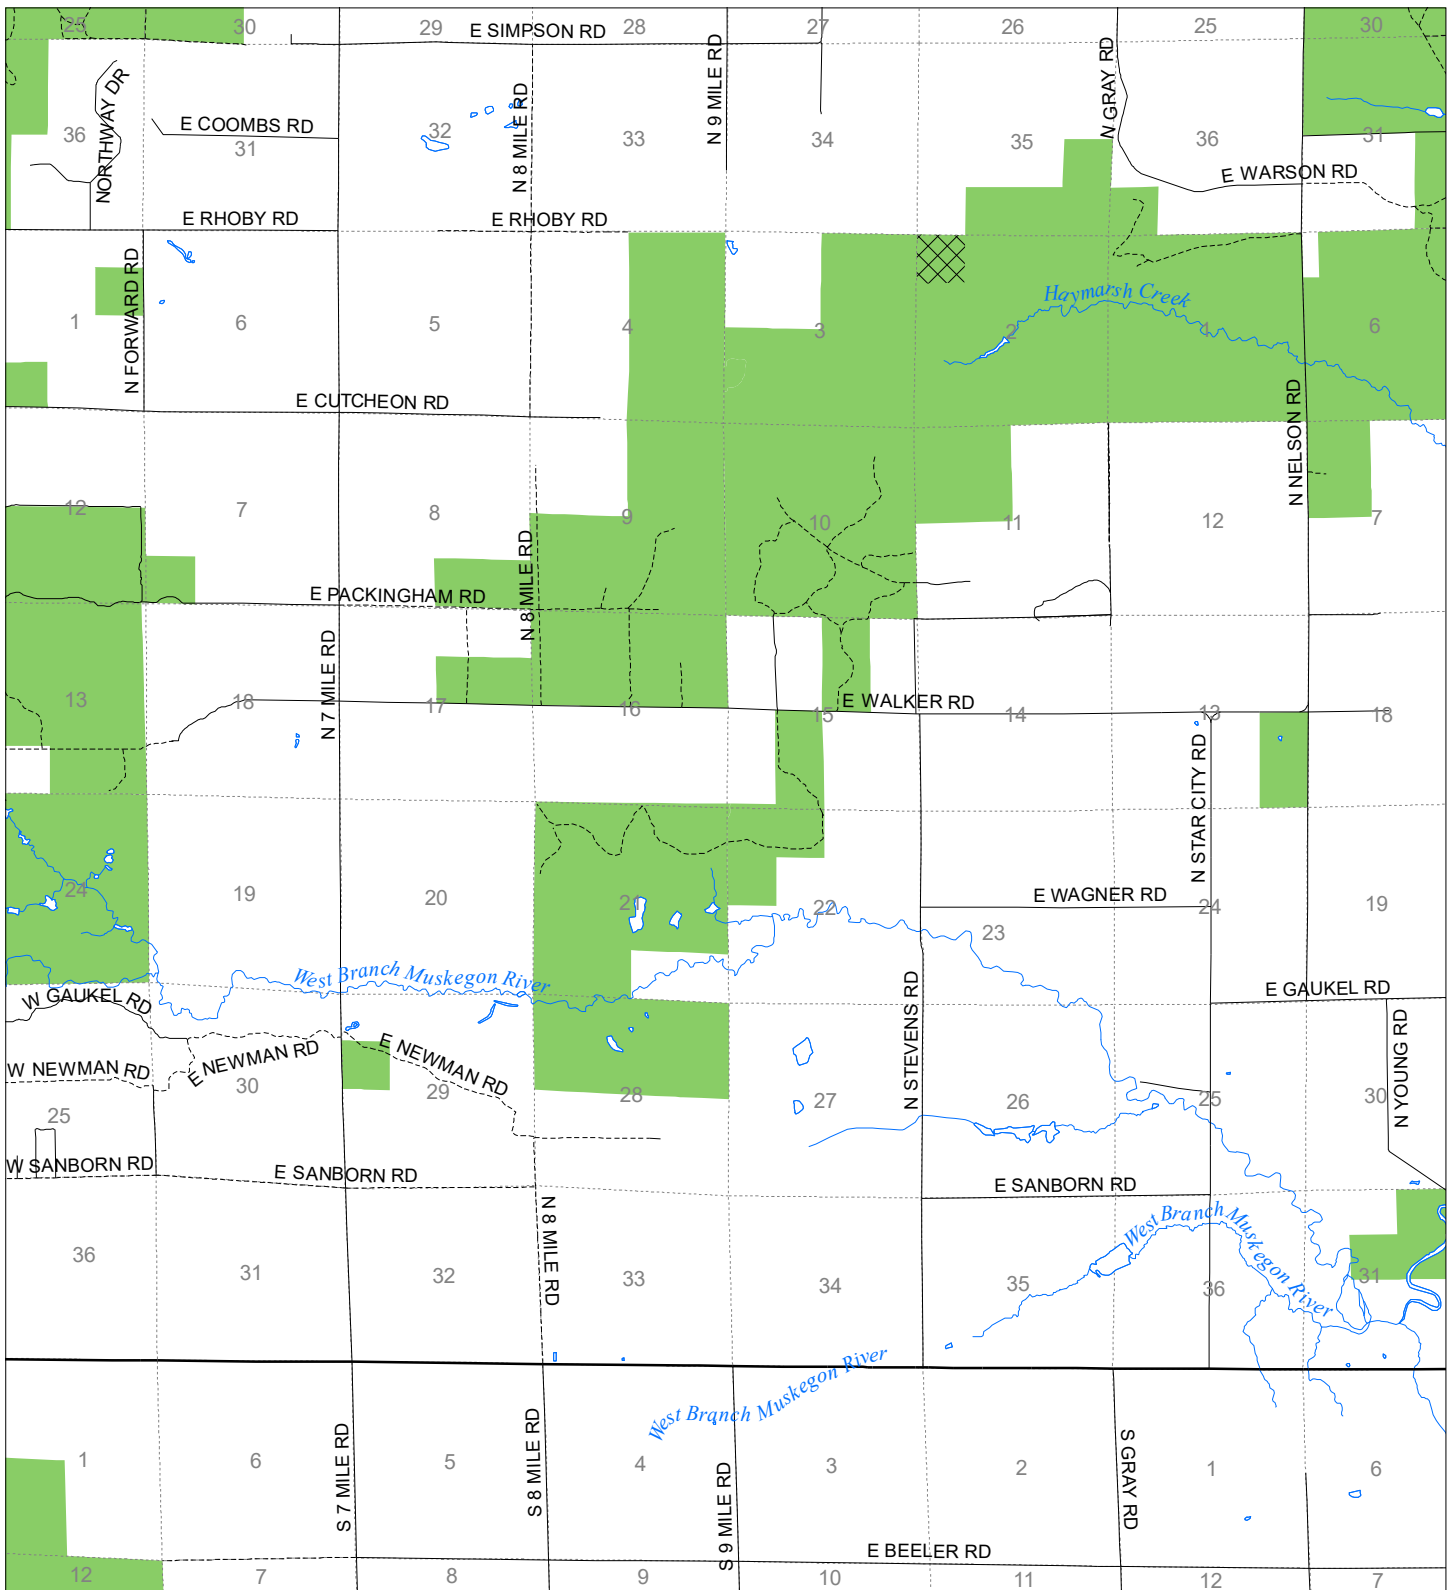 25
30
29
E SIMPSON RD
28
27
26
25
30
36
NORTHWAY DR
E COOMBS RD
31
32
N 8 MILE RD
33
N 9 MILE RD
34
35
N GRAY RD
36
31
E WARSON RD
E RHOBY RD
E RHOBY RD
N FORWARD RD
1
6
5
4
3
2
Haymarsh Creek
1
6
E CUTCHEON RD
N NELSON RD
12
7
8
9
10
11
12
7
N 8 MILE RD
E PACKINGHAM RD
13
18
N 7 MILE RD
17
16
15
E WALKER RD
14
13
18
N STAR CITY RD
24
19
20
21
22
E WAGNER RD
23
24
19
West Branch Muskegon River
W GAUKEL RD
E GAUKEL RD
N STEVENS RD
W NEWMAN RD
E NEWMAN RD
E NEWMAN RD
N YOUNG RD
25
30
29
28
27
26
25
30
W SANBORN RD
E SANBORN RD
E SANBORN RD
N 8 MILE RD
West Branch Muskegon River
36
31
32
33
34
35
36
31
West Branch Muskegon River
S 7 MILE RD
S 8 MILE RD
S 9 MILE RD
S GRAY RD
1
6
5
4
3
2
1
6
E BEELER RD
12
7
8
9
10
11
12
7